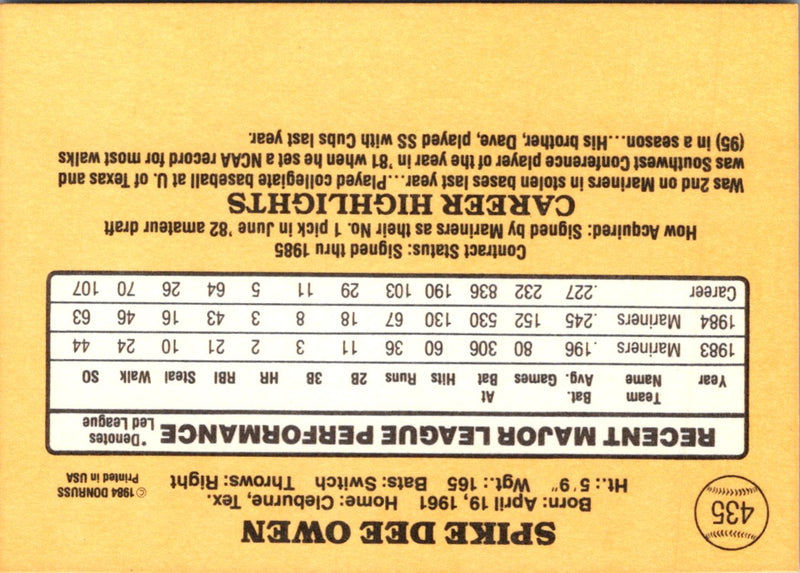 435
SPIKE DEE OWEN
Born: April 19, 1961 Home: Cleburne, Tex.
Ht.: 5'9" Wgt.: 165 Bats: Switch Throws: Right
© 1984 DONRUSS
Printed in USA
RECENT MAJOR LEAGUE PERFORMANCE
*Denotes
Led League
Year Team Name Bat. Avg. Games At Bat Hits Runs 2B 3B HR RBI Steal Walk SO
1983 Mariners .196 80 306 60 36 11 3 2 21 10 24 44
1984 Mariners .245 152 530 130 67 18 8 3 43 16 46 63
Career .227 232 836 190 103 29 11 5 64 26 70 107
Contract Status: Signed thru 1985
How Acquired: Signed by Mariners as their No. 1 pick in June '82 amateur draft
CAREER HIGHLIGHTS
Was 2nd on Mariners in stolen bases last year...Played collegiate baseball at U. of Texas and
was Southwest Conference player of the year in '81 when he set a NCAA record for most walks
(95) in a season...His brother, Dave, played SS with Cubs last year.